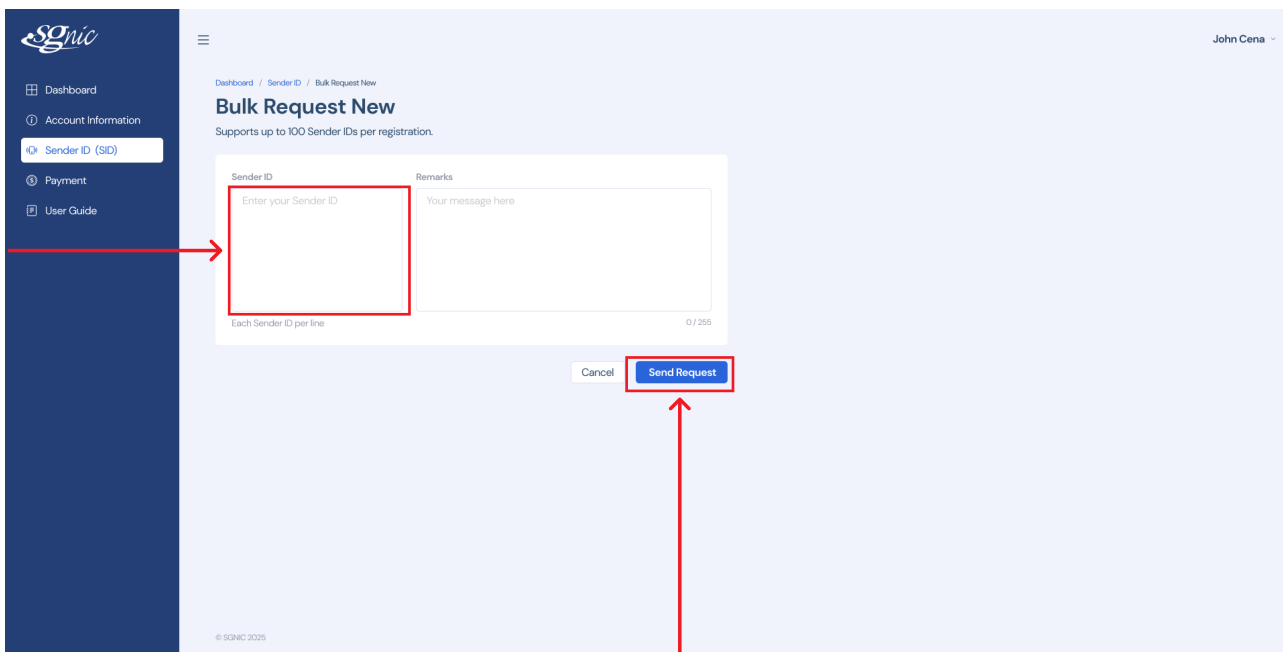 sgnic
John Cena
Dashboard
Account Information
Sender ID (SID)
Payment
User Guide
Dashboard / Sender ID / Bulk Request New
Bulk Request New
Supports up to 100 Sender IDs per registration.
Sender ID Remarks
Enter your Sender ID Your message here
Each Sender ID per line 0 / 255
Cancel Send Request
© SGNIC 2025